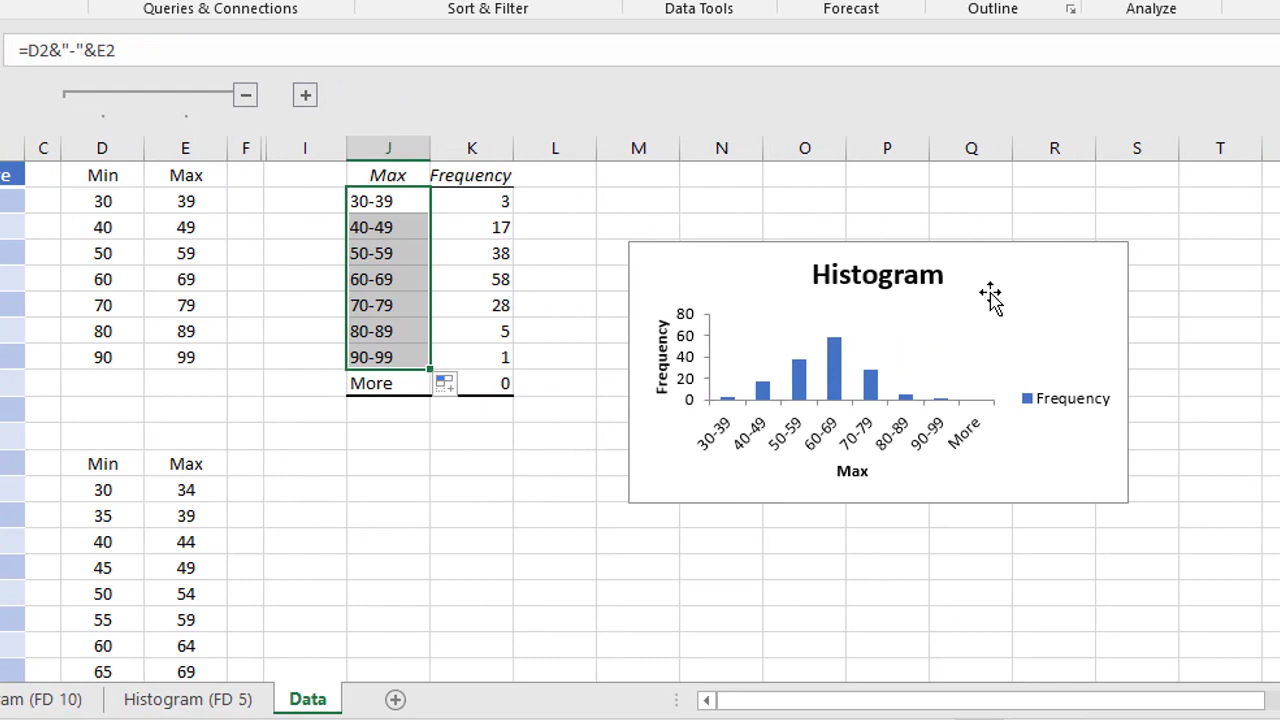 Queries & Connections Sort & Filter Data Tools Forecast Outline Analyze
=D2&"-"&E2
C D E F I J K L M N O P Q R S T
Min Max Max Frequency
30 39 30-39 3
40 49 40-49 17
50 59 50-59 38
60 69 60-69 58
70 79 70-79 28
80 89 80-89 5
90 99 90-99 1
More 0
Histogram
80
60
40
20
0
Frequency
30-39 40-49 50-59 60-69 70-79 80-89 90-99 More
Max
Frequency
Min Max
30 34
35 39
40 44
45 49
50 54
55 59
60 64
65 69
(FD 10) Histogram (FD 5) Data